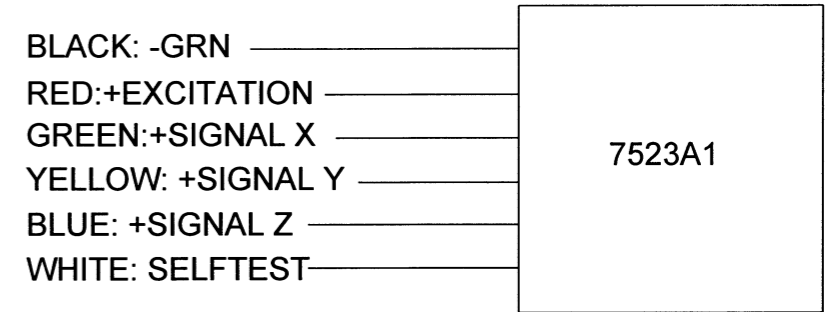 BLACK: -GRN
RED:+EXCITATION
GREEN:+SIGNAL X
YELLOW: +SIGNAL Y
BLUE: +SIGNAL Z
WHITE: SELFTEST
7523A1